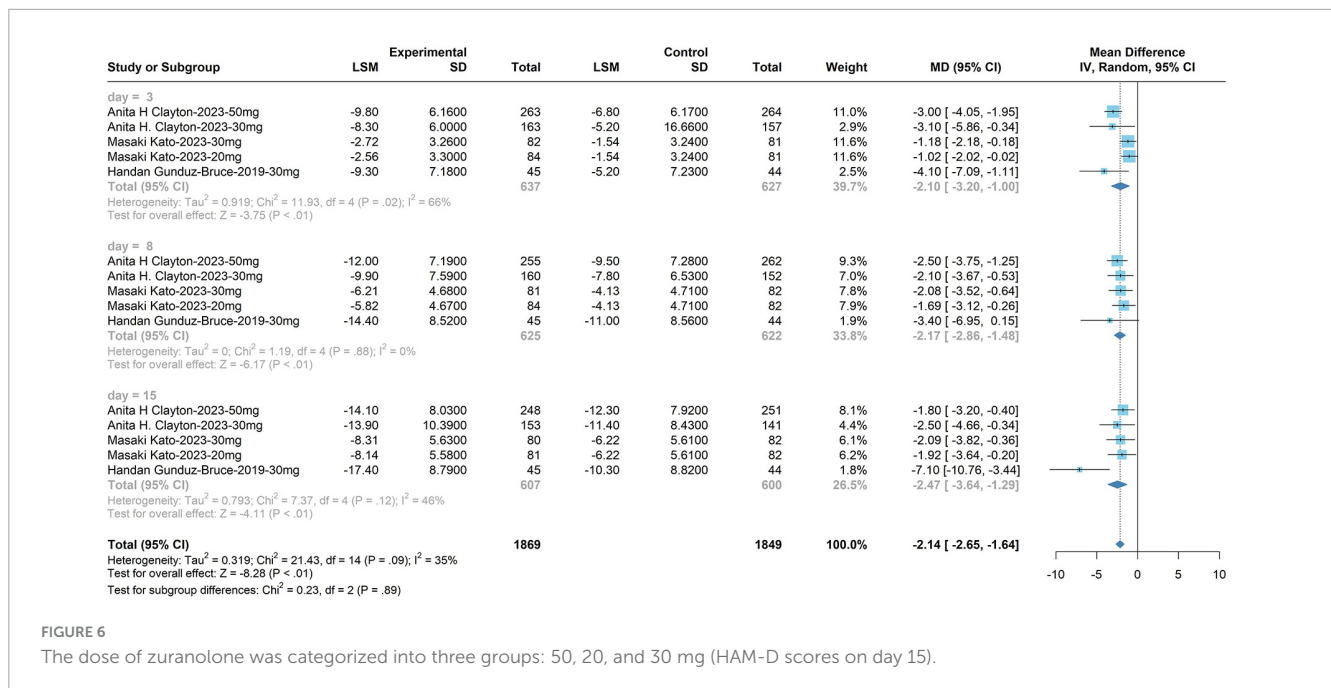 Experimental Control Mean Difference
Study or Subgroup LSM SD Total LSM SD Total Weight MD (95% CI) IV, Random, 95% CI
day = 3
Anita H Clayton-2023-50mg -9.80 6.1600 263 -6.80 6.1700 264 11.0% -3.00 [ -4.05, -1.95]
Anita H. Clayton-2023-30mg -8.30 6.0000 163 -5.20 16.6600 157 2.9% -3.10 [ -5.86, -0.34]
Masaki Kato-2023-30mg -2.72 3.2600 82 -1.54 3.2400 81 11.6% -1.18 [ -2.18, -0.18]
Masaki Kato-2023-20mg -2.56 3.3000 84 -1.54 3.2400 81 11.6% -1.02 [ -2.02, -0.02]
Handan Gunduz-Bruce-2019-30mg -9.30 7.1800 45 -5.20 7.2300 44 2.5% -4.10 [ -7.09, -1.11]
Total (95% CI) 637 627 39.7% -2.10 [ -3.20, -1.00]
Heterogeneity: Tau² = 0.919; Chi² = 11.93, df = 4 (P = .02); I² = 66%
Test for overall effect: Z = -3.75 (P < .01)
day = 8
Anita H Clayton-2023-50mg -12.00 7.1900 255 -9.50 7.2800 262 9.3% -2.50 [ -3.75, -1.25]
Anita H. Clayton-2023-30mg -9.90 7.5900 160 -7.80 6.5300 152 7.0% -2.10 [ -3.67, -0.53]
Masaki Kato-2023-30mg -6.21 4.6800 81 -4.13 4.7100 82 7.8% -2.08 [ -3.52, -0.64]
Masaki Kato-2023-20mg -5.82 4.6700 84 -4.13 4.7100 82 7.9% -1.69 [ -3.12, -0.26]
Handan Gunduz-Bruce-2019-30mg -14.40 8.5200 45 -11.00 8.5600 44 1.9% -3.40 [ -6.95, 0.15]
Total (95% CI) 625 622 33.8% -2.17 [ -2.86, -1.48]
Heterogeneity: Tau² = 0; Chi² = 1.19, df = 4 (P = .88); I² = 0%
Test for overall effect: Z = -6.17 (P < .01)
day = 15
Anita H Clayton-2023-50mg -14.10 8.0300 248 -12.30 7.9200 251 8.1% -1.80 [ -3.20, -0.40]
Anita H. Clayton-2023-30mg -13.90 10.3900 153 -11.40 8.4300 141 4.4% -2.50 [ -4.66, -0.34]
Masaki Kato-2023-30mg -8.31 5.6300 80 -6.22 5.6100 82 6.1% -2.09 [ -3.82, -0.36]
Masaki Kato-2023-20mg -8.14 5.5800 81 -6.22 5.6100 82 6.1% -1.92 [ -3.64, -0.20]
Handan Gunduz-Bruce-2019-30mg -17.40 8.7900 45 -10.30 8.8200 44 1.8% -7.10 [-10.76, -3.44]
Total (95% CI) 607 600 26.5% -2.47 [ -3.64, -1.29]
Heterogeneity: Tau² = 0.793; Chi² = 7.37, df = 4 (P = .12); I² = 46%
Test for overall effect: Z = -4.11 (P < .01)
Total (95% CI) 1869 1849 100.0% -2.14 [ -2.65, -1.64]
Heterogeneity: Tau² = 0.319; Chi² = 21.43, df = 14 (P = .09); I² = 35%
Test for overall effect: Z = -8.28 (P < .01)
Test for subgroup differences: Chi² = 0.23, df = 2 (P = .89)
-10 -5 0 5 10
FIGURE 6
The dose of zuranolone was categorized into three groups: 50, 20, and 30 mg (HAM-D scores on day 15).